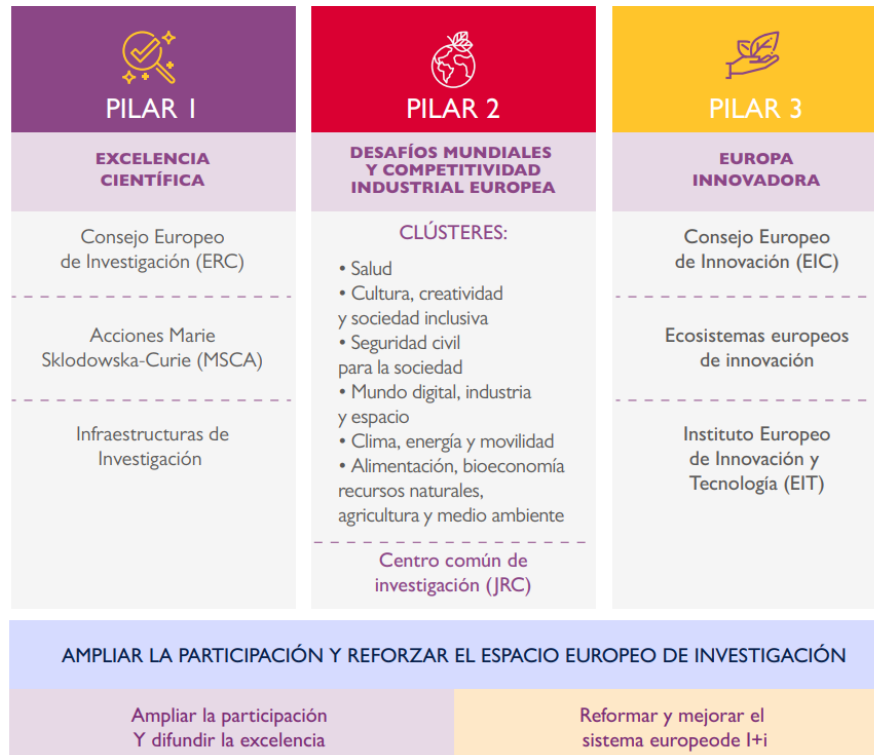 PILAR 1
EXCELENCIA
CIENTÍFICA
Consejo Europeo
de Investigación (ERC)
Acciones Marie
Sklodowska-Curie (MSCA)
Infraestructuras de
Investigación
PILAR 2
DESAFÍOS MUNDIALES
Y COMPETITIVIDAD
INDUSTRIAL EUROPEA
CLÚSTERES:
• Salud
• Cultura, creatividad
y sociedad inclusiva
• Seguridad civil
para la sociedad
• Mundo digital, industria
y espacio
• Clima, energía y movilidad
• Alimentación, bioeconomía
recursos naturales,
agricultura y medio ambiente
Centro común de
investigación (JRC)
PILAR 3
EUROPA
INNOVADORA
Consejo Europeo
de Innovación (EIC)
Ecosistemas europeos
de innovación
Instituto Europeo
de Innovación y
Tecnología (EIT)
AMPLIAR LA PARTICIPACIÓN Y REFORZAR EL ESPACIO EUROPEO DE INVESTIGACIÓN
Ampliar la participación
Y difundir la excelencia
Reformar y mejorar el
sistema europeode I+i